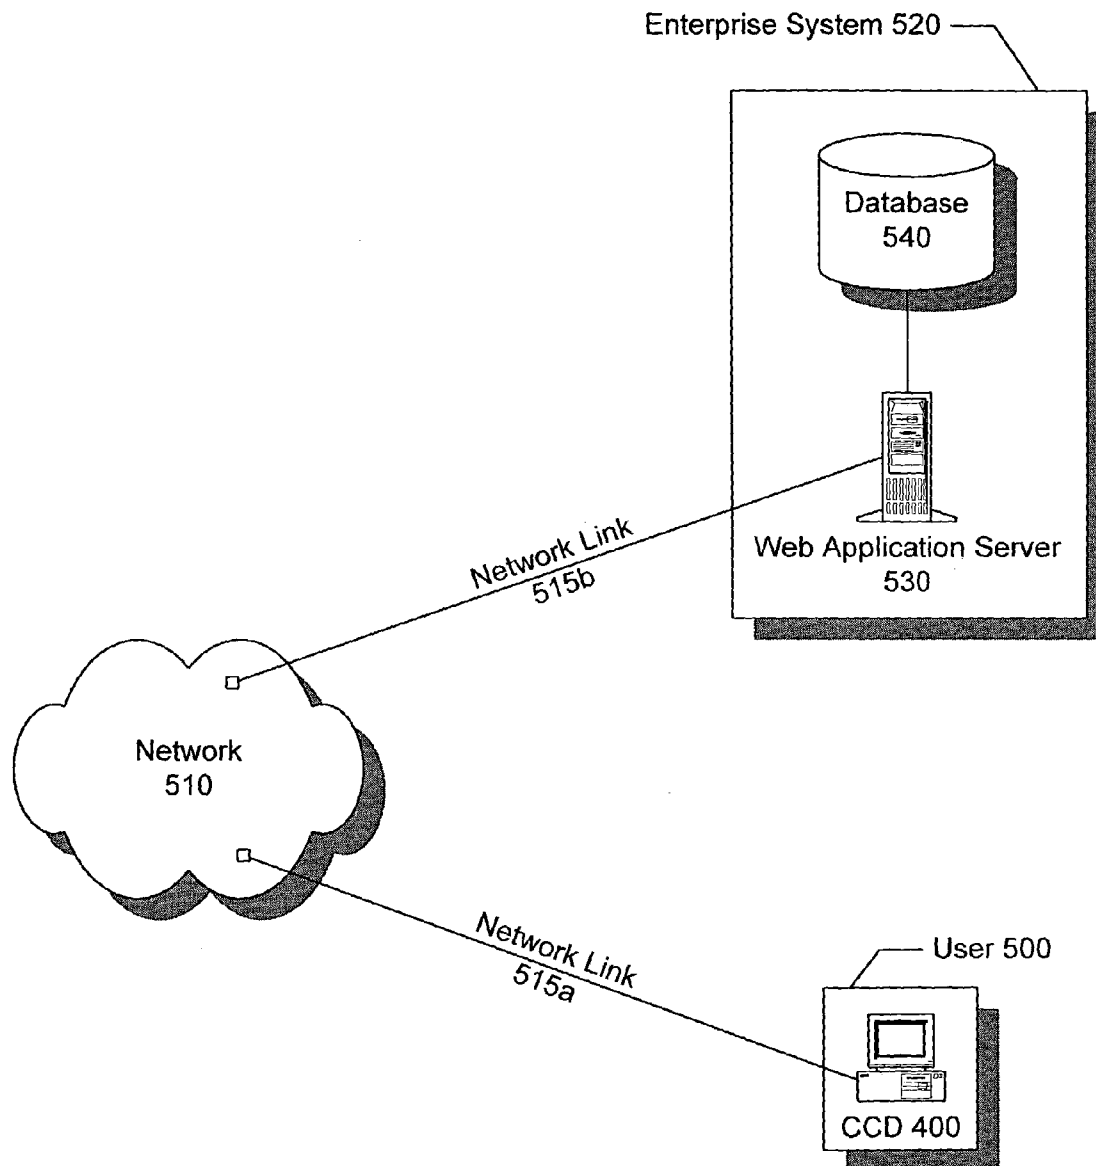 Enterprise System 520
Database
540
Web Application Server
530
Network Link
515b
Network
510
Network Link
515a
User 500
CCD 400